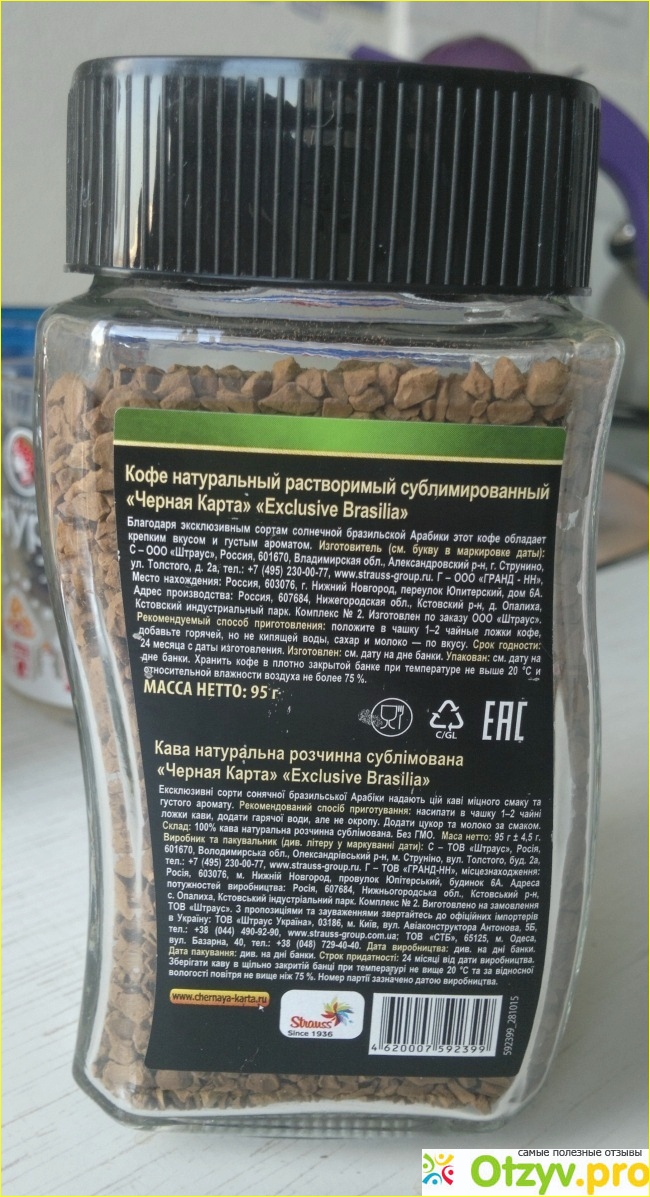 Кофе натуральный растворимый сублимированный
«Черная Карта» «Exclusive Brasilia»
Благодаря эксклюзивным сортам солнечной бразильской Арабики этот кофе обладает
крепким вкусом и густым ароматом. Изготовитель (см. букву в маркировке даты):
С – ООО «Штраус», Россия, 601670, Владимирская обл., Александровский р-н, г. Струнино,
ул. Толстого, д. 2а, тел.: +7 (495) 230-00-77, www.strauss-group.ru. Г – ООО «ГРАНД - НН»,
Место нахождения: Россия, 603076, г. Нижний Новгород, переулок Юпитерский, дом 6А.
Адрес производства: Россия, 607684, Нижегородская обл., Кстовский р-н, д. Опалиха,
Кстовский индустриальный парк. Комплекс № 2. Изготовлен по заказу ООО «Штраус».
Рекомендуемый способ приготовления: положите в чашку 1–2 чайные ложки кофе,
добавьте горячей, но не кипящей воды, сахар и молоко — по вкусу. Срок годности:
24 месяца с даты изготовления. Изготовлен: см. дату на дне банки. Упакован: см. дату на
дне банки. Хранить кофе в плотно закрытой банке при температуре не выше 20 °С и
относительной влажности воздуха не более 75 %.
МАССА НЕТТО: 95 г
C/GL
EAC
Кава натуральна розчинна сублімована
«Черная Карта» «Exclusive Brasilia»
Ексклюзивні сорти сонячної бразильської Арабіки надають цій каві міцного смаку та
густого аромату. Рекомендований спосіб приготування: насипати в чашку 1–2 чайні
ложки кави, додати гарячої води, але не окропу. Додати цукор та молоко за смаком.
Склад: 100% кава натуральна розчинна сублімована. Без ГМО. Маса нетто: 95 г ± 4,5 г.
Виробник та пакувальник (див. літеру у маркуванні дати): С – ТОВ «Штраус», Росія,
601670, Володимирська обл., Олександрівський р-н, м. Струніно, вул. Толстого, буд. 2а,
тел.: +7 (495) 230-00-77, www.strauss-group.ru. Г – ТОВ «ГРАНД-НН», місцезнаходження:
Росія, 603076, м. Нижній Новгород, провулок Юпітерський, будинок 6А. Адреса
потужностей виробництва: Росія, 607684, Нижньогородська обл., Кстовський р-н,
с. Опалиха, Кстовський індустріальний парк. Комплекс № 2. Виготовлено на замовлення
ТОВ «Штраус». З пропозиціями та зауваженнями звертайтесь до офіційних імпортерів
в Україну: ТОВ "Штраус Україна", 03186, м. Київ, вул. Авіаконструктора Антонова, 5Б,
тел.: +38 (044) 490-92-90, www.strauss-group.com.ua; ТОВ «СТБ», 65125, м. Одеса,
вул. Базарна, 40, тел.: +38 (048) 729-40-40. Дата виробництва: див. на дні банки.
Дата пакування: див. на дні банки. Строк придатності: 24 місяці від дати виробництва.
Зберігати каву в щільно закритій банці при температурі не вище 20 °С та за відносної
вологості повітря не вище ніж 75 %. Номер партії зазначено датою виробництва.
www.chernaya-karta.ru
Strauss
Since 1936
4 620007 592399
592399_281015
самые полезные отзывы
Otzyv.pro